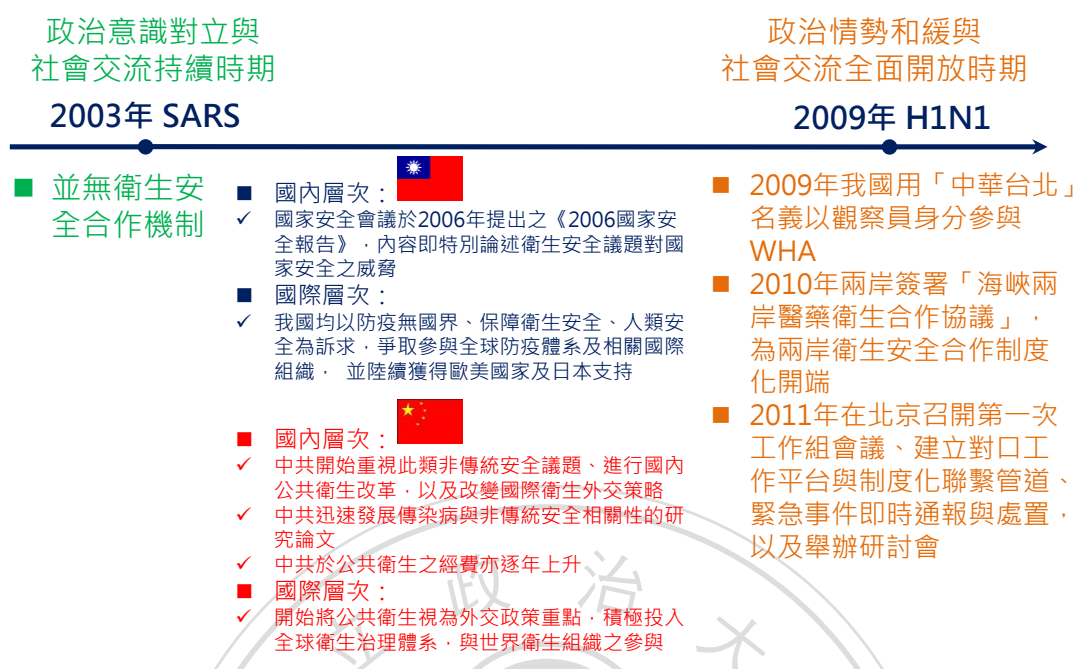 政治意識對立與
社會交流持續時期
2003年 SARS
政治情勢和緩與
社會交流全面開放時期
2009年 H1N1
■ 並無衛生安
全合作機制
■ 國內層次：
✓ 國家安全會議於2006年提出之《2006國家安
全報告》，內容即特別論述衛生安全議題對國
家安全之威脅
■ 國際層次：
✓ 我國均以防疫無國界、保障衛生安全、人類安
全為訴求，爭取參與全球防疫體系及相關國際
組織， 並陸續獲得歐美國家及日本支持
■ 國內層次：
✓ 中共開始重視此類非傳統安全議題、進行國內
公共衛生改革，以及改變國際衛生外交策略
✓ 中共迅速發展傳染病與非傳統安全相關性的研
究論文
✓ 中共於公共衛生之經費亦逐年上升
■ 國際層次：
✓ 開始將公共衛生視為外交政策重點，積極投入
全球衛生治理體系，與世界衛生組織之參與
■ 2009年我國用「中華台北」
名義以觀察員身分參與
WHA
■ 2010年兩岸簽署「海峽兩
岸醫藥衛生合作協議」，
為兩岸衛生安全合作制度
化開端
■ 2011年在北京召開第一次
工作組會議、建立對口工
作平台與制度化聯繫管道、
緊急事件即時通報與處置，
以及舉辦研討會
立 政 治 大